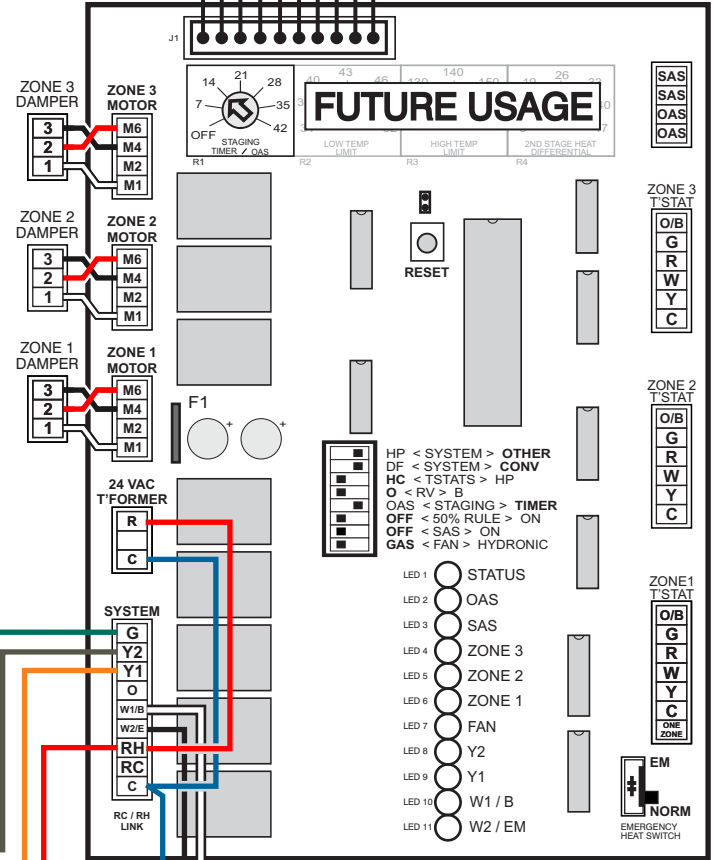 J1
14 21 28
7 35
OFF 42
STAGING
TIMER / OAS
R1
43
140
26
FUTURE USAGE
LOW TEMP
LIMIT
R2
HIGH TEMP
LIMIT
R3
2ND STAGE HEAT
DIFFERENTIAL
R4
SAS
SAS
OAS
OAS
ZONE 3
DAMPER
3
2
1
ZONE 3
MOTOR
M6
M4
M2
M1
ZONE 2
DAMPER
3
2
1
ZONE 2
MOTOR
M6
M4
M2
M1
ZONE 1
DAMPER
3
2
1
ZONE 1
MOTOR
M6
M4
M2
M1
F1
+
+
RESET
ZONE 3
T'STAT
O/B
G
R
W
Y
C
ZONE 2
T'STAT
O/B
G
R
W
Y
C
ZONE1
T'STAT
O/B
G
R
W
Y
C
ONE
ZONE
24 VAC
T'FORMER
R
C
HP < SYSTEM > OTHER
DF < SYSTEM > CONV
HC < TSTATS > HP
O < RV > B
OAS < STAGING > TIMER
OFF < 50% RULE > ON
OFF < SAS > ON
GAS < FAN > HYDRONIC
LED 1 STATUS
LED 2 OAS
LED 3 SAS
LED 4 ZONE 3
LED 5 ZONE 2
LED 6 ZONE 1
LED 7 FAN
LED 8 Y2
LED 9 Y1
LED 10 W1 / B
LED 11 W2 / EM
SYSTEM
G
Y2
Y1
O
W1/B
W2/E
RH
RC
C
RC / RH
LINK
EM
NORM
EMERGENCY
HEAT SWITCH